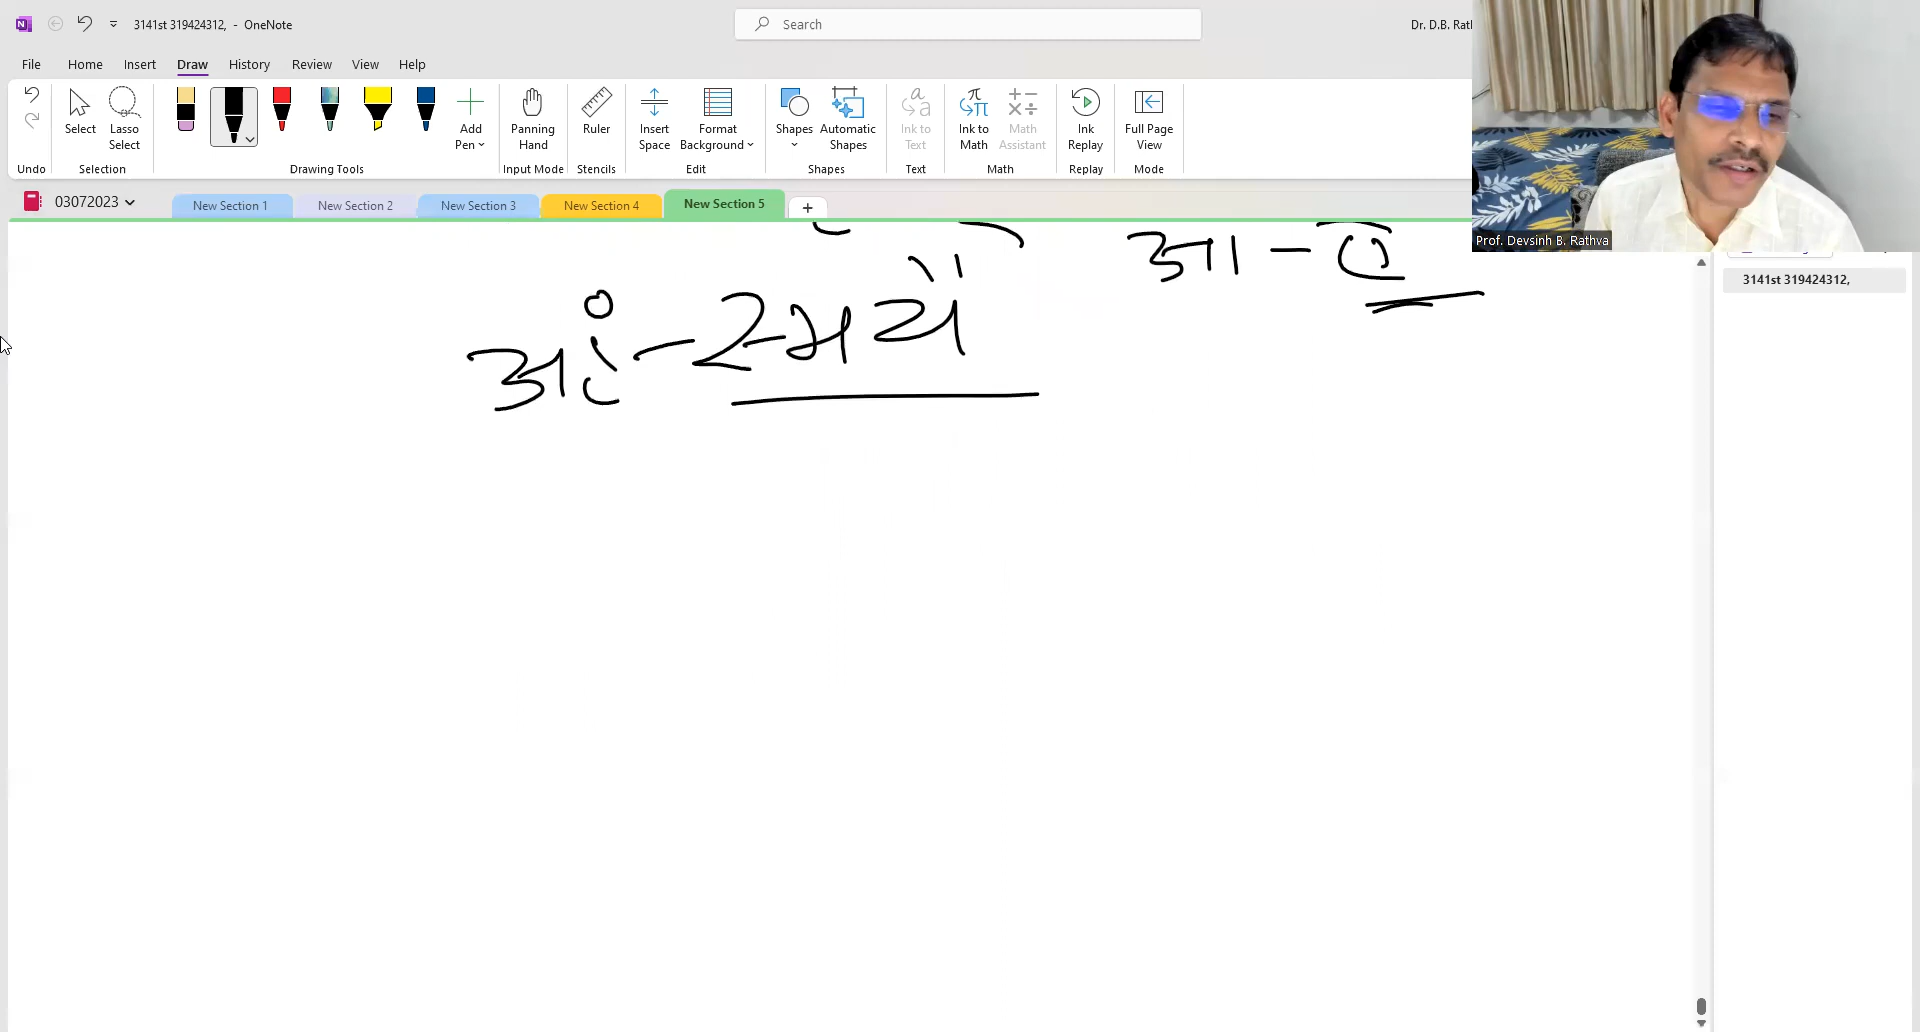 3141st 319424312, - OneNote
Search
Dr. D.B. Rath
File Home Insert Draw History Review View Help
Select
Lasso Select
Add Pen
Panning Hand
Ruler
Insert Space
Format Background
Shapes
Automatic Shapes
Ink to Text
Ink to Math
Math Assistant
Ink Replay
Full Page View
Undo Selection Drawing Tools Input Mode Stencils Edit Shapes Text Math Replay Mode
03072023 New Section 1 New Section 2 New Section 3 New Section 4 New Section 5
Prof. Devsinh B. Rathva
3141st 319424312,